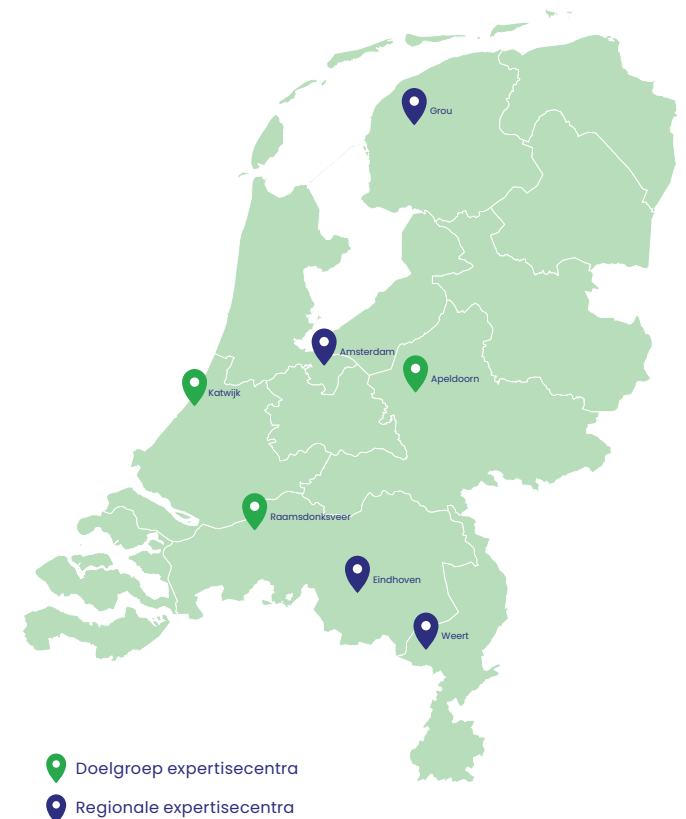 Grou
Amsterdam
Apeldoorn
Katwijk
Raamsdonksveer
Eindhoven
Weert
Doelgroep expertisecentra
Regionale expertisecentra